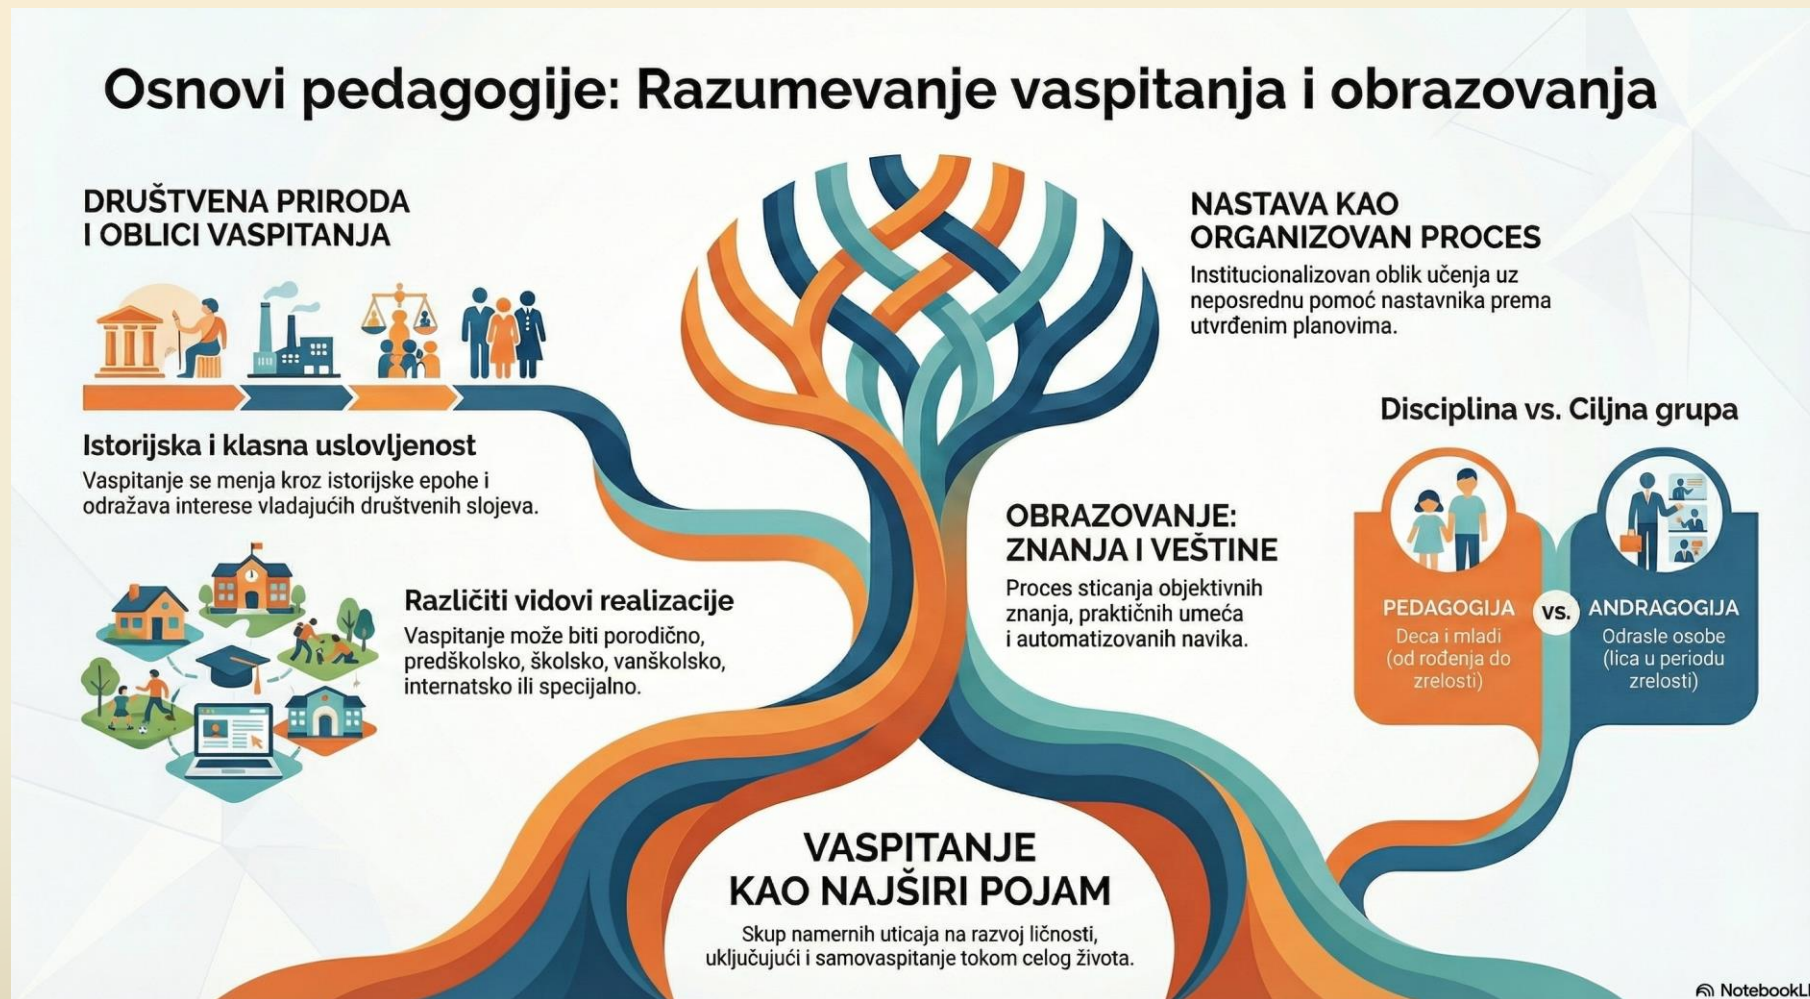 Osnovi pedagogije: Razumevanje vaspitanja i obrazovanja
DRUŠTVENA PRIRODA
I OBLICI VASPITANJA
Istorijska i klasna uslovljenost
Vaspitanje se menja kroz istorijske epohe i
odražava interese vladajućih društvenih slojeva.
Različiti vidovi realizacije
Vaspitanje može biti porodično,
predškolsko, školsko, vanškolsko,
internatsko ili specijalno.
NASTAVA KAO
ORGANIZOVAN PROCES
Institucionalizovan oblik učenja uz
neposrednu pomoć nastavnika prema
utvrđenim planovima.
OBRAZOVANJE:
ZNANJA I VEŠTINE
Proces sticanja objektivnih
znanja, praktičnih umeća
i automatizovanih navika.
Disciplina vs. Ciljna grupa
PEDAGOGIJA
Deca i mladi
(od rođenja do
zrelosti)
vs.
ANDRAGOGIJA
Odrasle osobe
(lica u periodu
zrelosti)
VASPITANJE
KAO NAJŠIRI POJAM
Skup namernih uticaja na razvoj ličnosti,
uključujući i samovaspitanje tokom celog života.
NotebookL